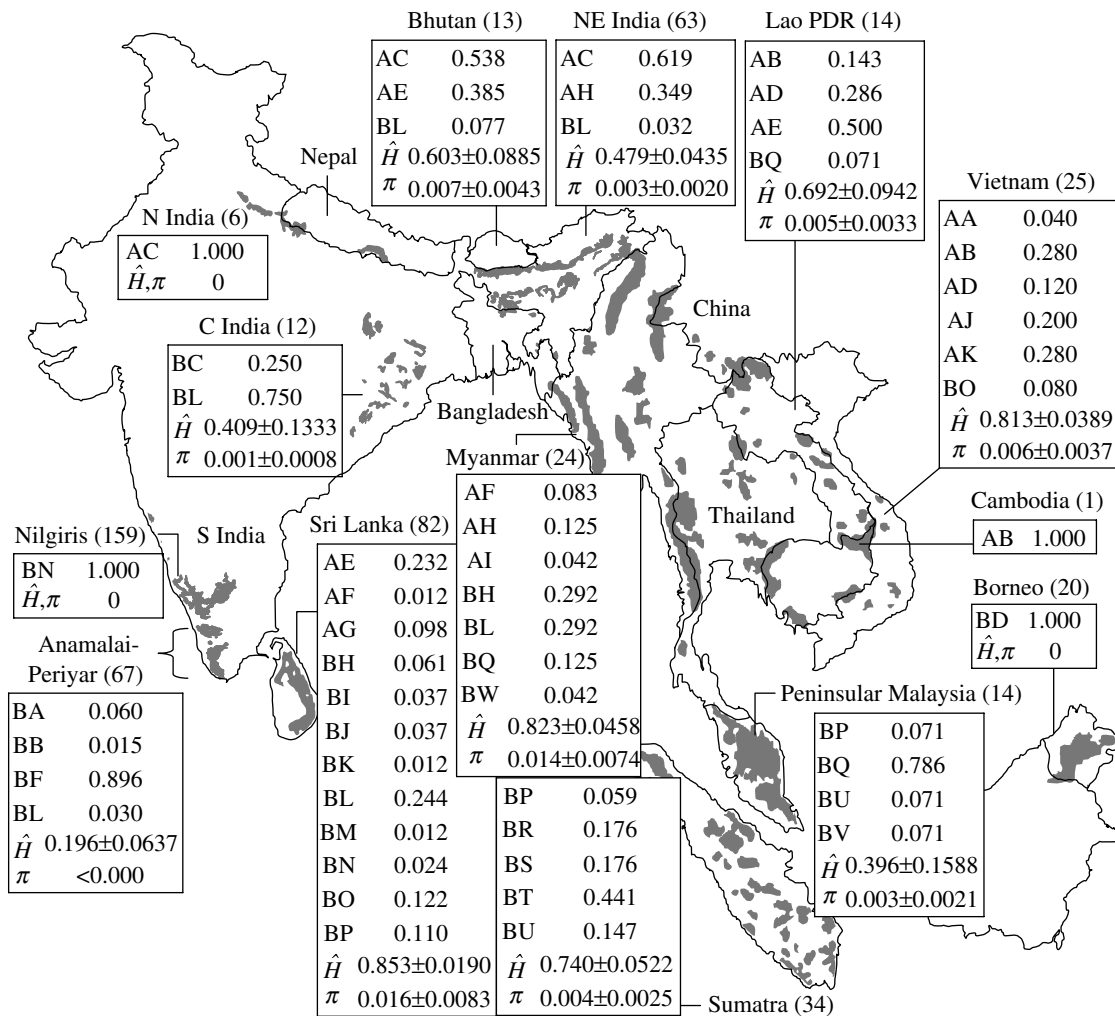 Bhutan (13)
AC 0.538
AE 0.385
BL 0.077
Ĥ 0.603±0.0885
π 0.007±0.0043
NE India (63)
AC 0.619
AH 0.349
BL 0.032
Ĥ 0.479±0.0435
π 0.003±0.0020
Lao PDR (14)
AB 0.143
AD 0.286
AE 0.500
BQ 0.071
Ĥ 0.692±0.0942
π 0.005±0.0033
Vietnam (25)
AA 0.040
AB 0.280
AD 0.120
AJ 0.200
AK 0.280
BO 0.080
Ĥ 0.813±0.0389
π 0.006±0.0037
Nepal
N India (6)
AC 1.000
Ĥ,π 0
China
C India (12)
BC 0.250
BL 0.750
Ĥ 0.409±0.1333
π 0.001±0.0008
Bangladesh
Myanmar (24)
AF 0.083
AH 0.125
AI 0.042
BH 0.292
BL 0.292
BQ 0.125
BW 0.042
Ĥ 0.823±0.0458
π 0.014±0.0074
Thailand
Cambodia (1)
AB 1.000
Nilgiris (159)
BN 1.000
Ĥ,π 0
S India
Sri Lanka (82)
AE 0.232
AF 0.012
AG 0.098
BH 0.061
BI 0.037
BJ 0.037
BK 0.012
BL 0.244
BM 0.012
BN 0.024
BO 0.122
BP 0.110
Ĥ 0.853±0.0190
π 0.016±0.0083
Borneo (20)
BD 1.000
Ĥ,π 0
Anamalai-
Periyar (67)
BA 0.060
BB 0.015
BF 0.896
BL 0.030
Ĥ 0.196±0.0637
π <0.000
Peninsular Malaysia (14)
BP 0.071
BQ 0.786
BU 0.071
BV 0.071
Ĥ 0.396±0.1588
π 0.003±0.0021
BP 0.059
BR 0.176
BS 0.176
BT 0.441
BU 0.147
Ĥ 0.740±0.0522
π 0.004±0.0025
Sumatra (34)